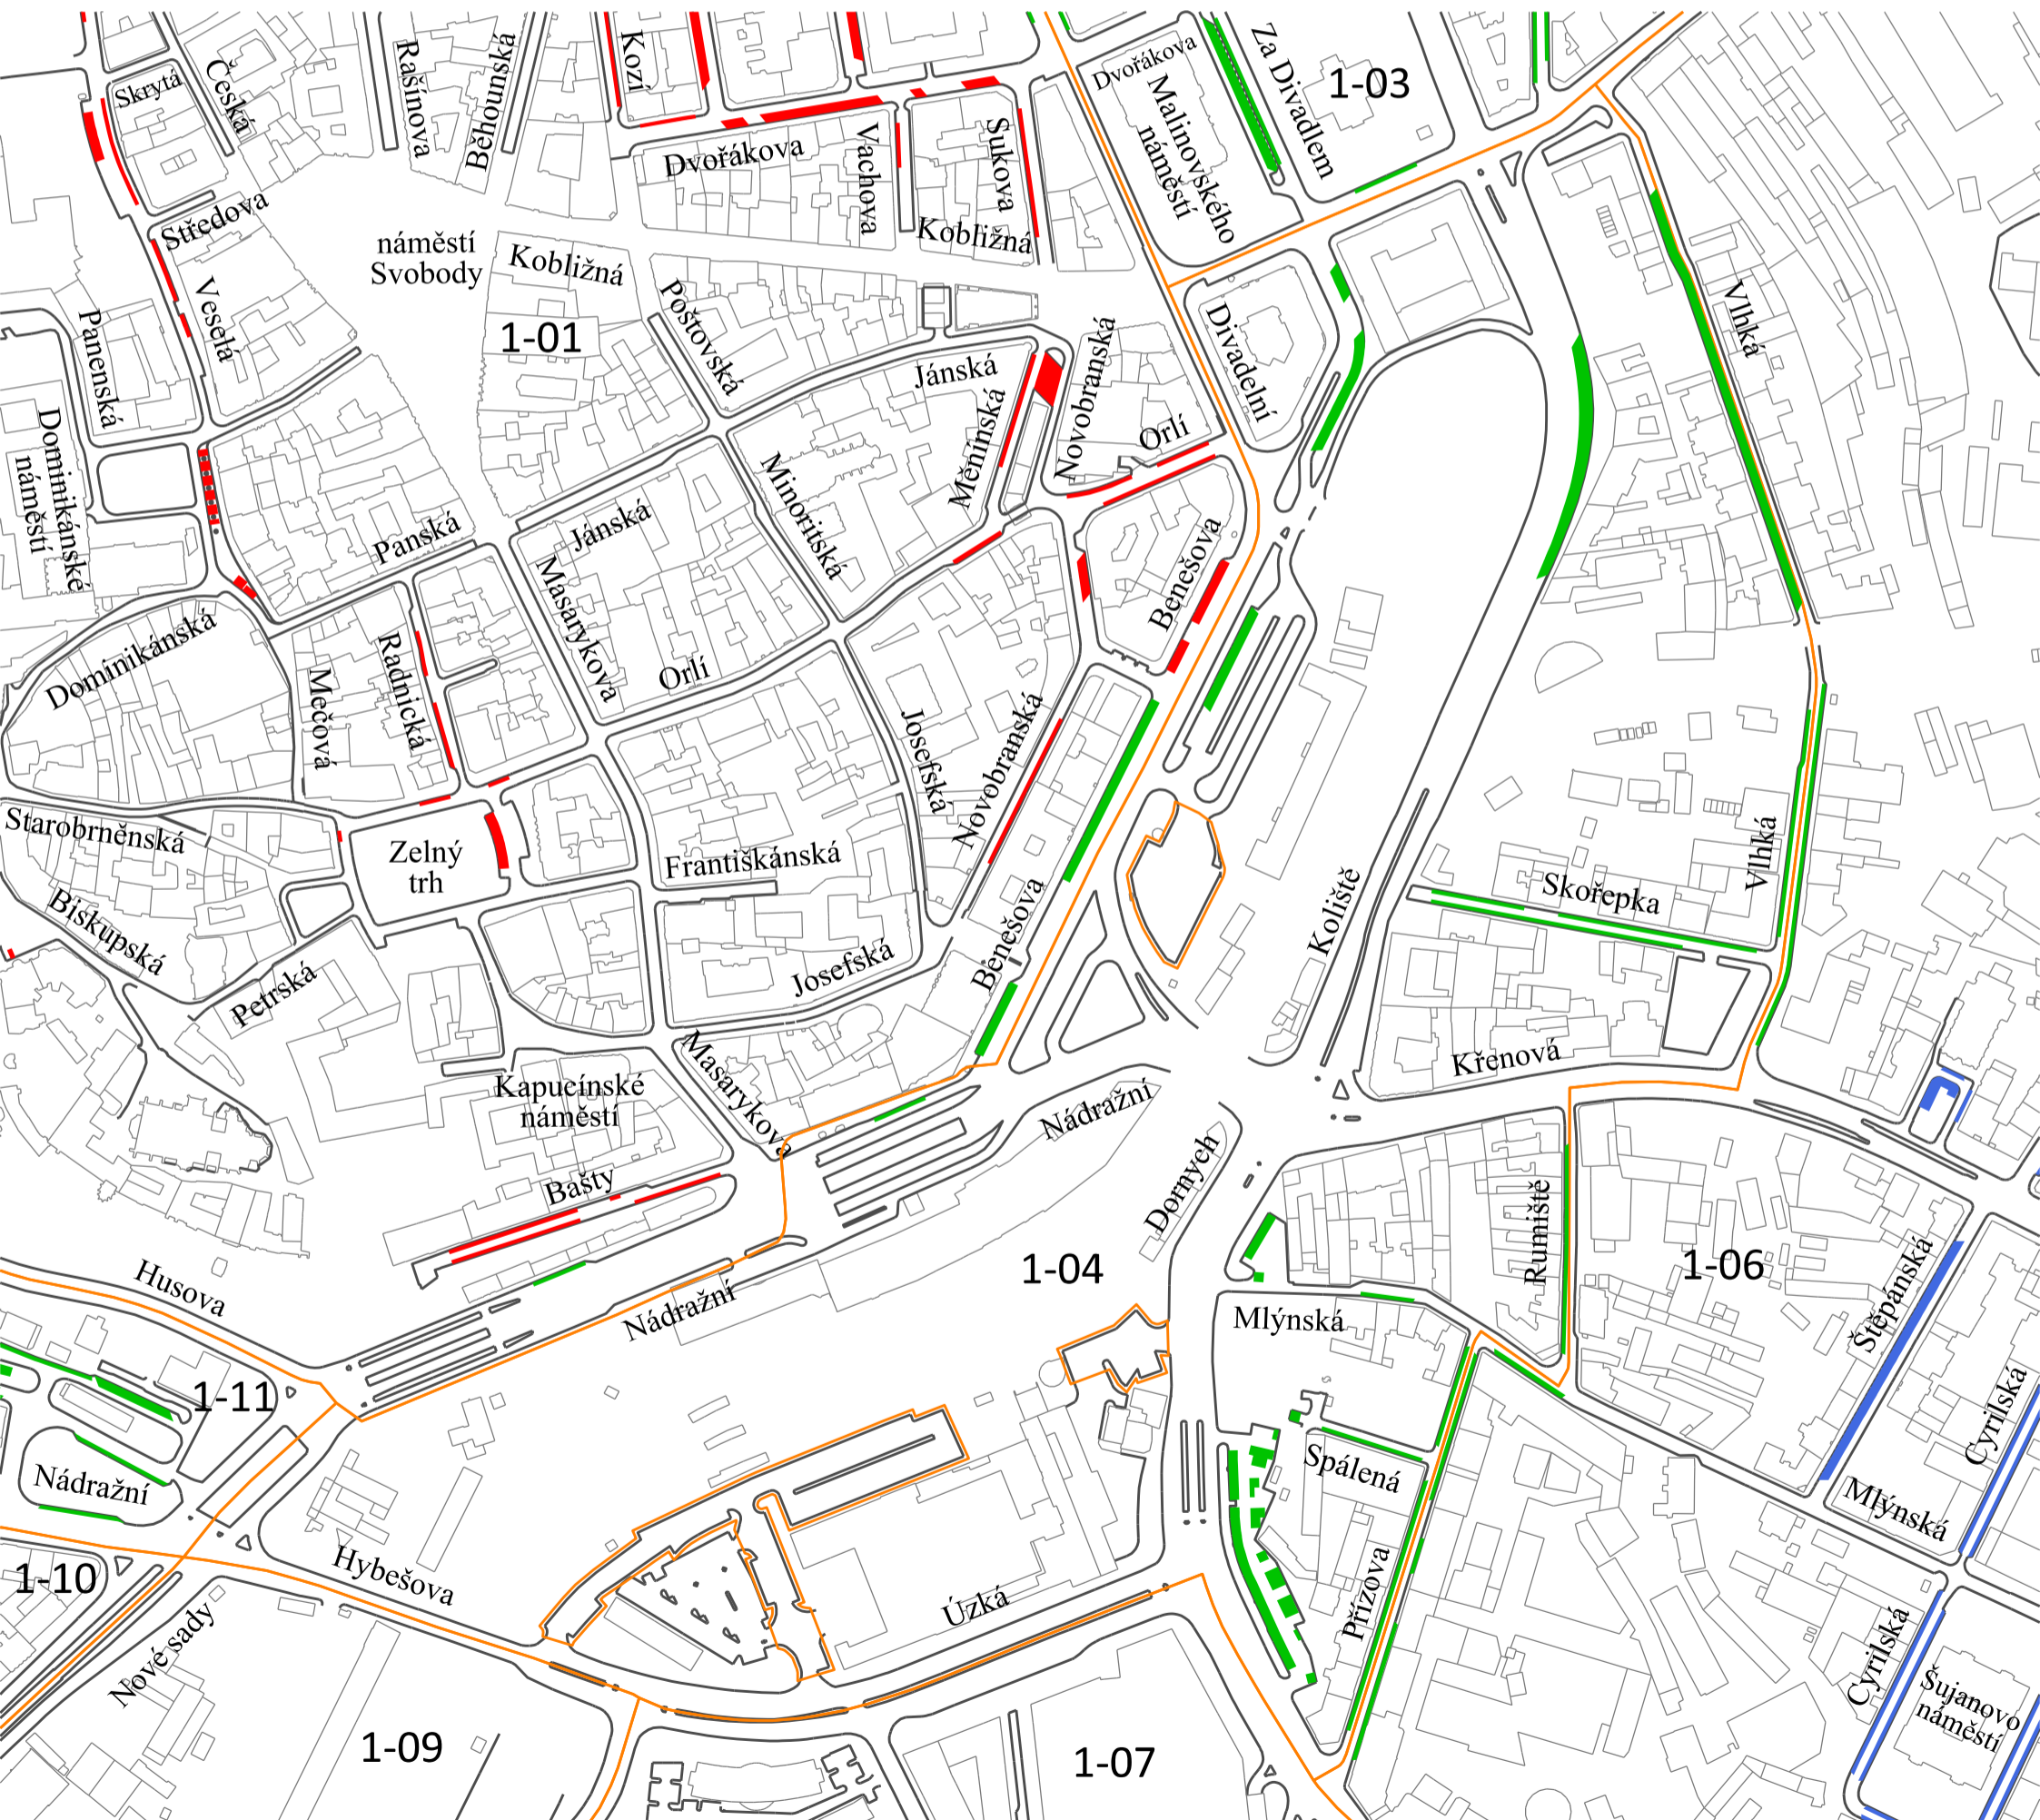 Skrytá
Česká
Rašínova
Běhounská
Kozí
Dvořákova
Vachova
Sukova
Kobližná
Dvořákova
Malinovského
náměstí
Za Divadlem
1-03
Středova
náměstí
Svobody
Kobližná
Veselá
Panenská
1-01
Poštovská
Jánská
Měnínská
Novobranská
Orlí
Divadelní
Vlhká
Dominikánské
náměstí
Panská
Jánská
Minoritská
Masarykova
Benešova
Dominikánská
Mečová
Radnická
Orlí
Josefská
Novobranská
Starobrněnská
Zelný
trh
Františkánská
Biskupská
Petrská
Josefská
Benešova
Koliště
Skořepka
Vlhká
Křenová
Kapucínské
náměstí
Masarykova
Nádražní
Dornych
Bašty
Husova
Nádražní
1-04
Mlýnská
Rumiště
1-06
Štěpánská
Cyrilská
1-11
Nádražní
Spálená
Mlýnská
1-10
Hybešova
Nové sady
Úzká
Přízova
Cyrilská
Šujanovo
náměstí
1-09
1-07